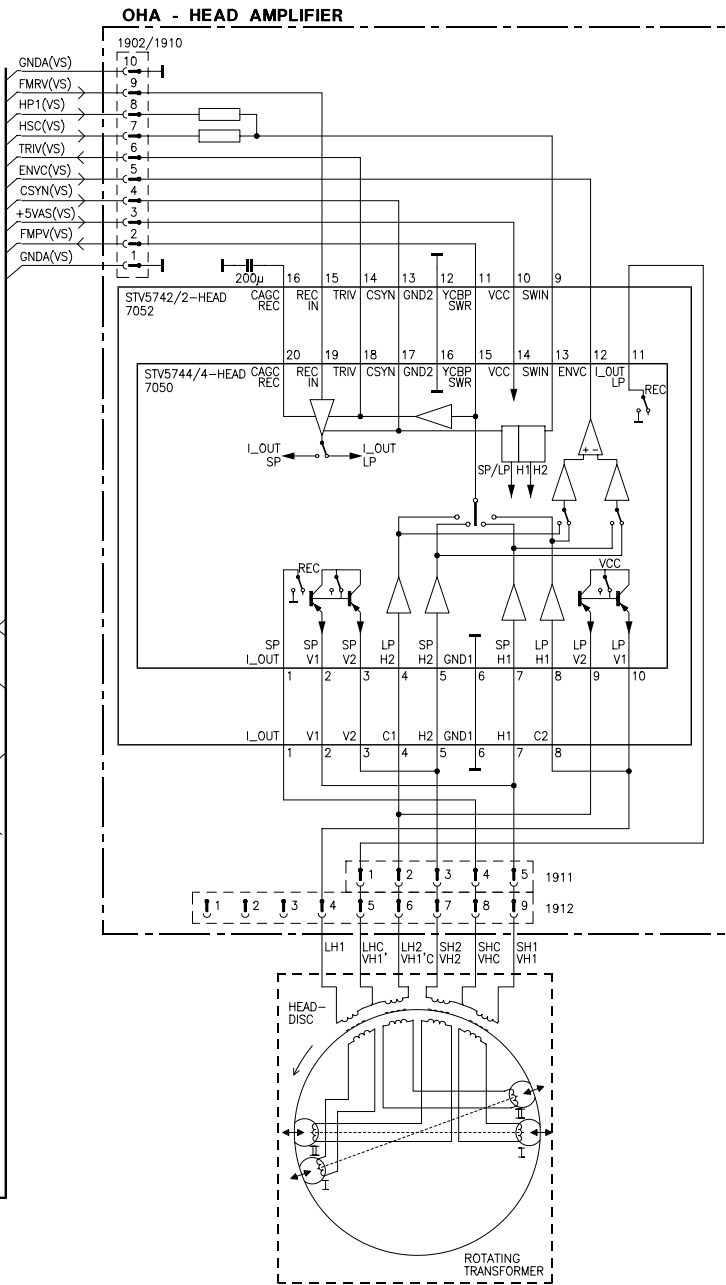 OHA - HEAD AMPLIFIER
1902/1910
GNDA(VS) 10
FMRV(VS) 9
HP1(VS) 8
HSC(VS) 7
TRIV(VS) 6
ENVC(VS) 5
CSYN(VS) 4
+5VAS(VS) 3
FMPV(VS) 2
GNDA(VS) 1
200µ
16 15 14 13 12 11 10 9
STV5742/2-HEAD CAGC REC TRIV CSYN GND2 YCBP VCC SWIN
7052 REC IN SWR
20 19 18 17 16 15 14 13 12 11
STV5744/4-HEAD CAGC REC TRIV CSYN GND2 YCBP VCC SWIN ENVC I_OUT
7050 REC IN SWR LP
REC
I_OUT I_OUT
SP LP
SP/LP H1 H2
+ -
REC VCC
SP SP SP LP SP SP LP LP LP
I_OUT V1 V2 H2 H2 GND1 H1 H1 V2 V1
1 2 3 4 5 6 7 8 9 10
I_OUT V1 V2 C1 H2 GND1 H1 C2
1 2 3 4 5 6 7 8
1 2 3 4 5 1911
1 2 3 4 5 6 7 8 9 1912
LH1 LHC LH2 SH2 SHC SH1
VH1' VH1'C VH2 VHC VH1
HEAD-
DISC
II
II I
I
ROTATING
TRANSFORMER